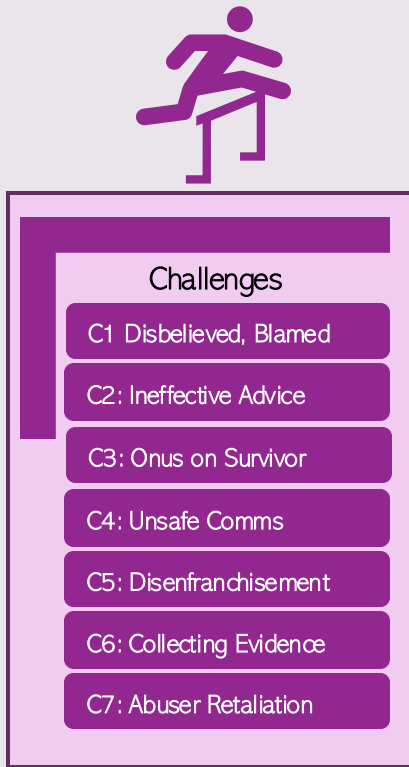 Challenges
C1 Disbelieved, Blamed
C2: Ineffective Advice
C3: Onus on Survivor
C4: Unsafe Comms
C5: Disenfranchisement
C6: Collecting Evidence
C7: Abuser Retaliation